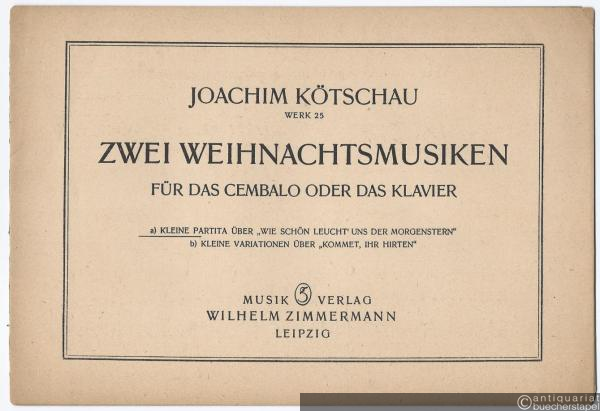 JOACHIM KÖTSCHAU
WERK 25
ZWEI WEIHNACHTSMUSIKEN
FÜR DAS CEMBALO ODER DAS KLAVIER
a) KLEINE PARTITA ÜBER „WIE SCHÖN LEUCHT' UNS DER MORGENSTERN"
b) KLEINE VARIATIONEN ÜBER „KOMMET, IHR HIRTEN"
MUSIK VERLAG
WILHELM ZIMMERMANN
LEIPZIG
antiquariat
buecherstapel